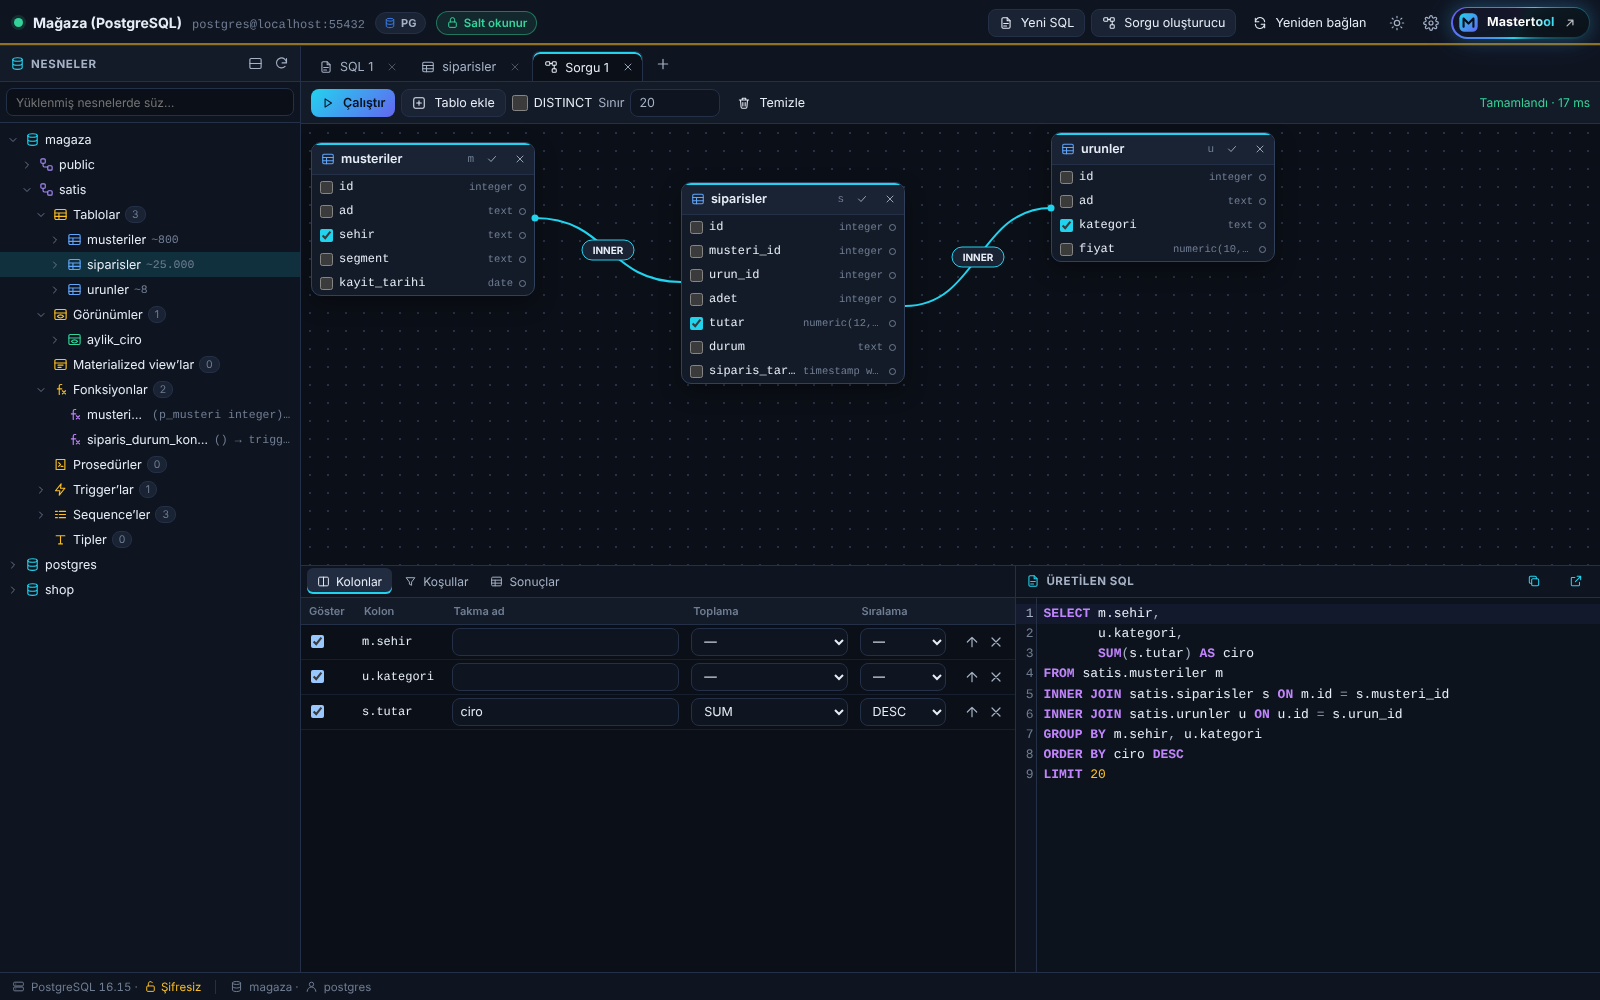 Mağaza (PostgreSQL) postgres@localhost:55432 PG Salt okunur
Yeni SQL Sorgu oluşturucu Yeniden bağlan Mastertool
NESNELER
Yüklenmiş nesnelerde süz...
magaza
public
satis
Tablolar 3
musteriler ~800
siparisler ~25.000
urunler ~8
Görünümler 1
aylik_ciro
Materialized view'lar 0
Fonksiyonlar 2
musteri... (p_musteri integer)...
siparis_durum_kon... () → trigg...
Prosedürler 0
Trigger'lar 1
Sequence'ler 3
Tipler 0
postgres
shop
SQL 1
siparisler
Sorgu 1
Çalıştır Tablo ekle DISTINCT Sınır 20 Temizle Tamamlandı · 17 ms
musteriler m
id integer
ad text
sehir text
segment text
kayit_tarihi date
INNER
siparisler s
id integer
musteri_id integer
urun_id integer
adet integer
tutar numeric(12,...
durum text
siparis_tar... timestamp w...
INNER
urunler u
id integer
ad text
kategori text
fiyat numeric(10,...
Kolonlar Koşullar Sonuçlar
Göster Kolon Takma ad Toplama Sıralama
m.sehir — —
u.kategori — —
s.tutar ciro SUM DESC
ÜRETİLEN SQL
1 SELECT m.sehir,
2 u.kategori,
3 SUM(s.tutar) AS ciro
4 FROM satis.musteriler m
5 INNER JOIN satis.siparisler s ON m.id = s.musteri_id
6 INNER JOIN satis.urunler u ON u.id = s.urun_id
7 GROUP BY m.sehir, u.kategori
8 ORDER BY ciro DESC
9 LIMIT 20
PostgreSQL 16.15 · Şifresiz magaza · postgres